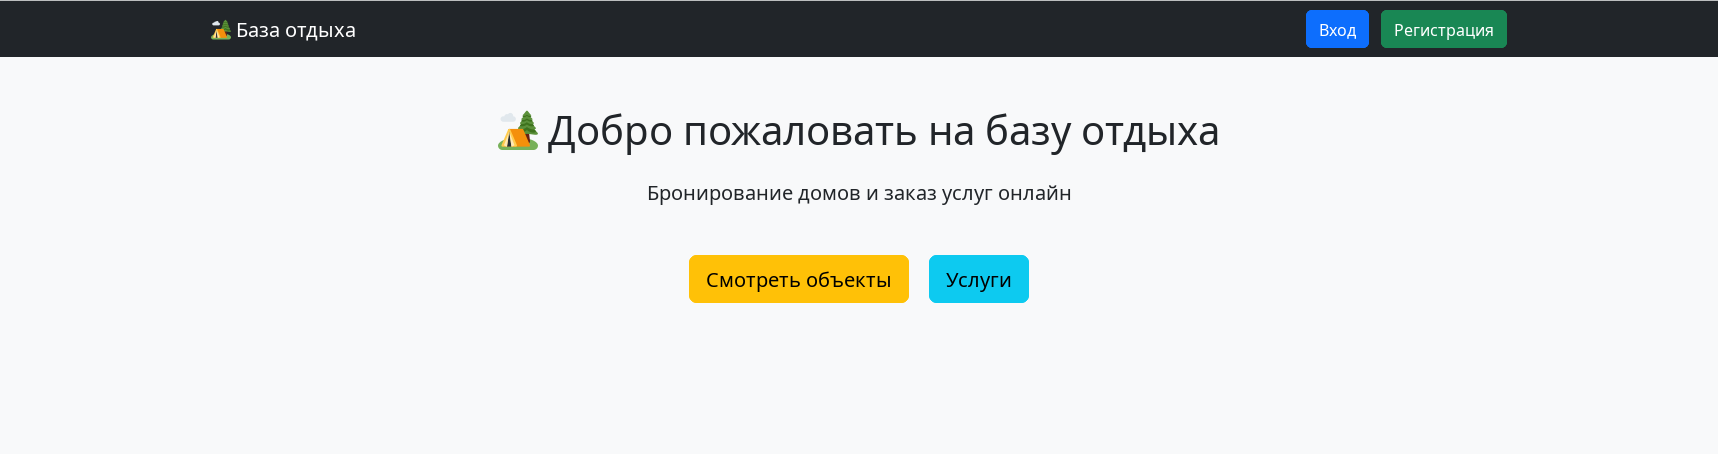 🏕️ База отдыха
Вход
Регистрация
🏕️ Добро пожаловать на базу отдыха
Бронирование домов и заказ услуг онлайн
Смотреть объекты
Услуги